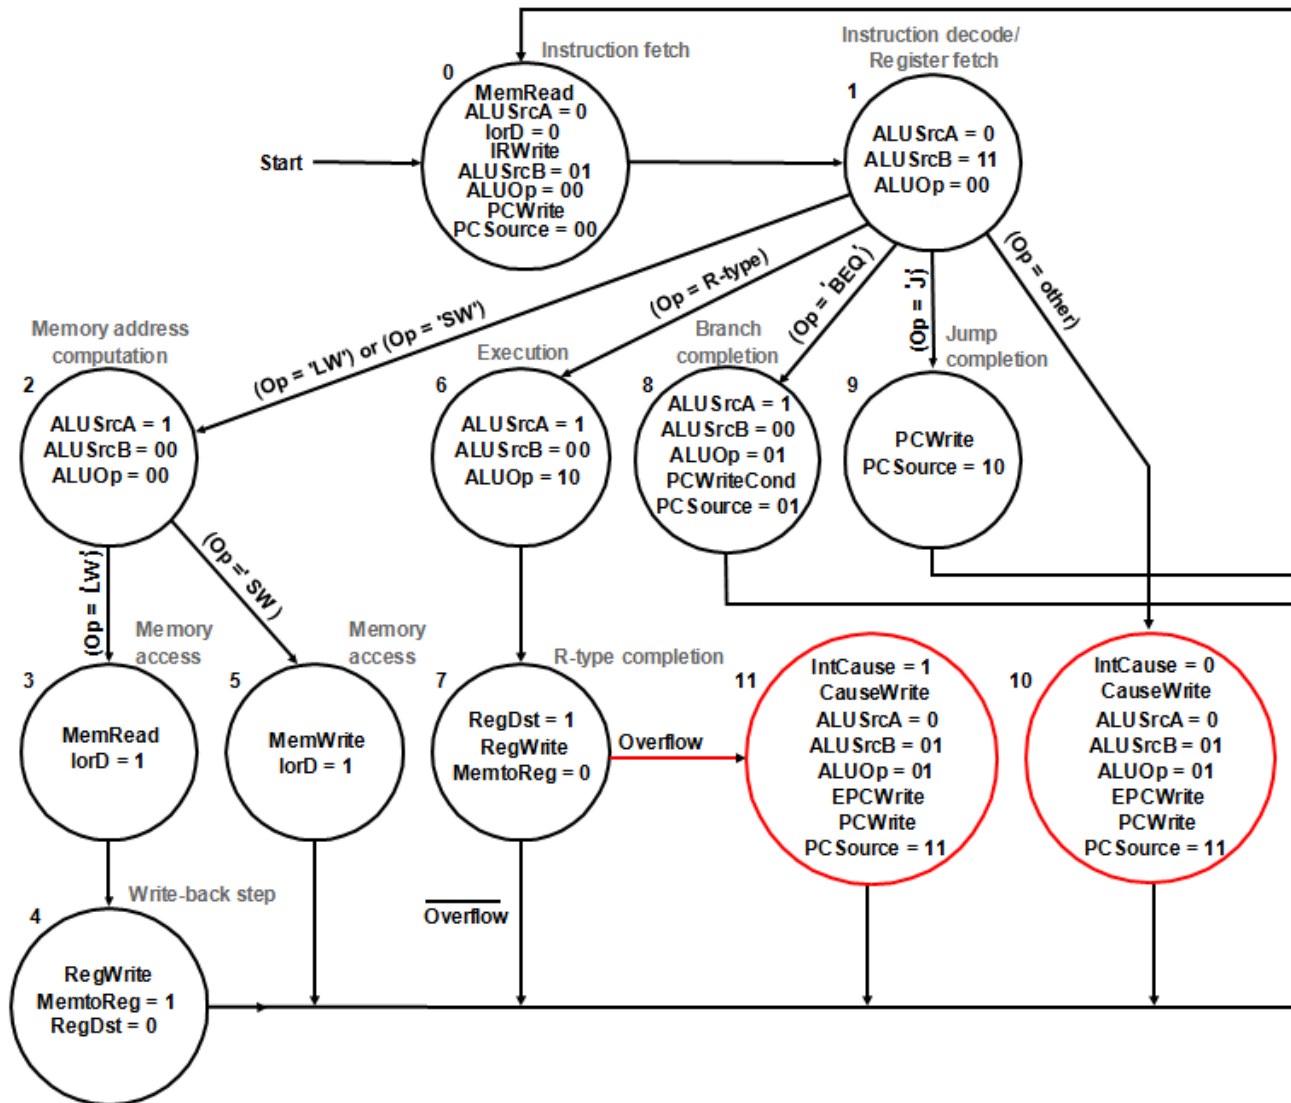 Instruction fetch
0
MemRead
ALUSrcA = 0
IorD = 0
IRWrite
ALUSrcB = 01
ALUOp = 00
PCWrite
PCSource = 00
Start
Instruction decode/
Register fetch
1
ALUSrcA = 0
ALUSrcB = 11
ALUOp = 00
(Op = 'LW') or (Op = 'SW')
(Op = R-type)
(Op = 'BEQ')
(Op = 'J')
(Op = other)
Memory address
computation
2
ALUSrcA = 1
ALUSrcB = 00
ALUOp = 00
Execution
6
ALUSrcA = 1
ALUSrcB = 00
ALUOp = 10
Branch
completion
8
ALUSrcA = 1
ALUSrcB = 00
ALUOp = 01
PCWriteCond
PCSource = 01
Jump
completion
9
PCWrite
PCSource = 10
(Op = 'LW')
(Op =' SW')
Memory
access
3
MemRead
IorD = 1
Memory
access
5
MemWrite
IorD = 1
R-type completion
7
RegDst = 1
RegWrite
MemtoReg = 0
Overflow
11
IntCause = 1
CauseWrite
ALUSrcA = 0
ALUSrcB = 01
ALUOp = 01
EPCWrite
PCWrite
PCSource = 11
10
IntCause = 0
CauseWrite
ALUSrcA = 0
ALUSrcB = 01
ALUOp = 01
EPCWrite
PCWrite
PCSource = 11
Write-back step
4
RegWrite
MemtoReg = 1
RegDst = 0
Overflow